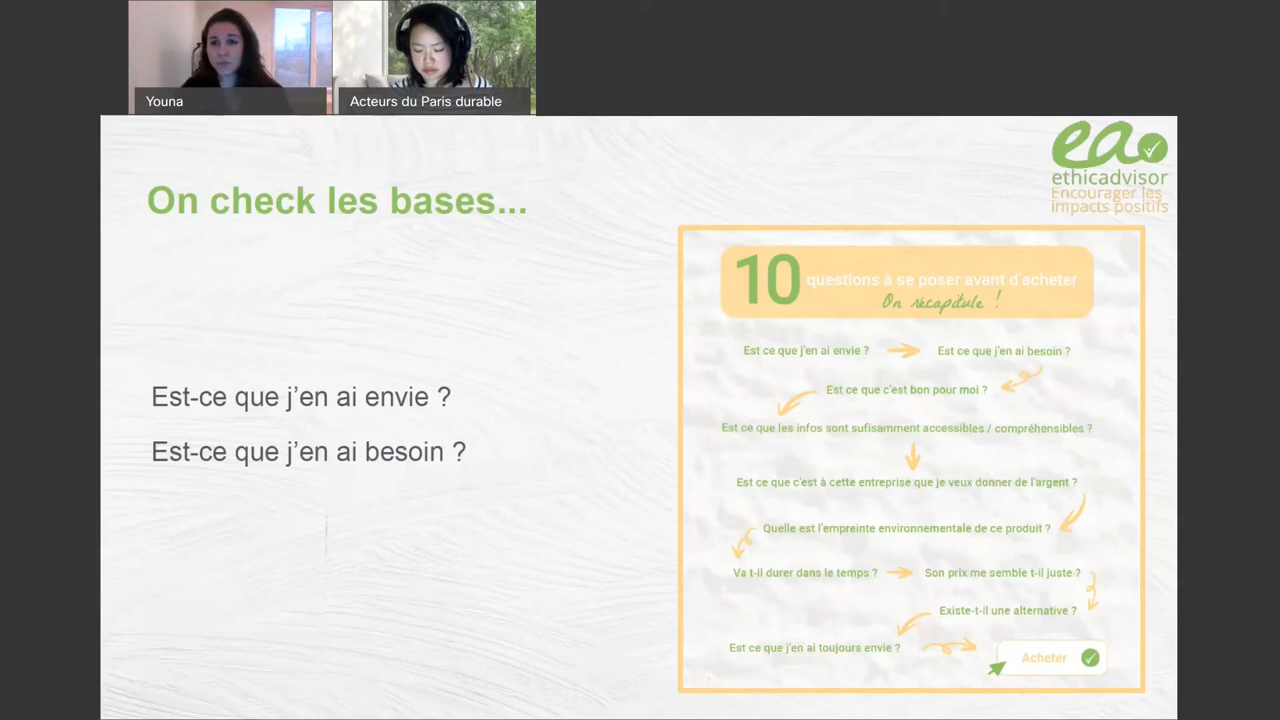 Youna
Acteurs du Paris durable
ea
ethicadvisor
Encourager les
impacts positifs
On check les bases...
Est-ce que j'en ai envie ?
Est-ce que j'en ai besoin ?
10 questions à se poser avant d'acheter
On récapitule !
Est ce que j'en ai envie ?
Est ce que j'en ai besoin ?
Est ce que c'est bon pour moi ?
Est ce que les infos sont sufisamment accessibles / compréhensibles ?
Est ce que c'est à cette entreprise que je veux donner de l'argent ?
Quelle est l'empreinte environnementale de ce produit ?
Va t-il durer dans le temps ?
Son prix me semble t-il juste ?
Existe-t-il une alternative ?
Est ce que j'en ai toujours envie ?
Acheter